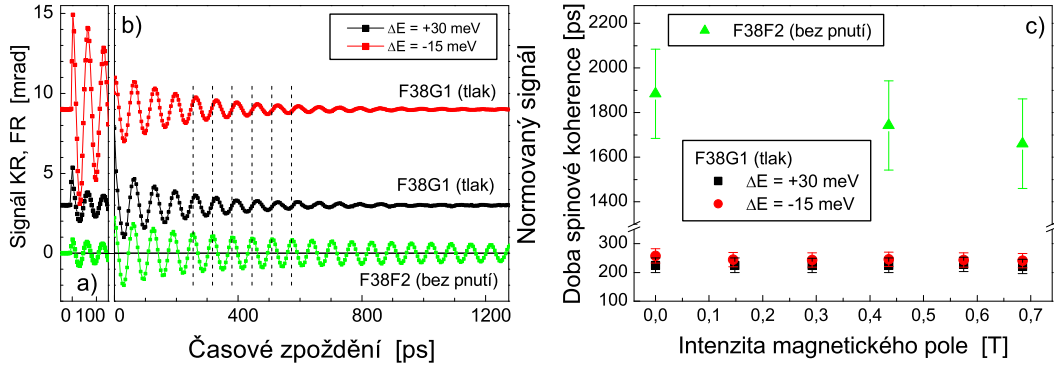 b)
ΔE = +30 meV
ΔE = -15 meV
F38G1 (tlak)
F38G1 (tlak)
F38F2 (bez pnutí)
a)
Signál KR, FR [mrad]
15
10
5
0
0 100
0 400 800 1200
Časové zpoždění [ps]
Normovaný signál
c)
F38F2 (bez pnutí)
F38G1 (tlak)
ΔE = +30 meV
ΔE = -15 meV
Doba spinové koherence [ps]
2200
2000
1800
1600
1400
300
200
100
0,0 0,1 0,2 0,3 0,4 0,5 0,6 0,7
Intenzita magnetického pole [T]